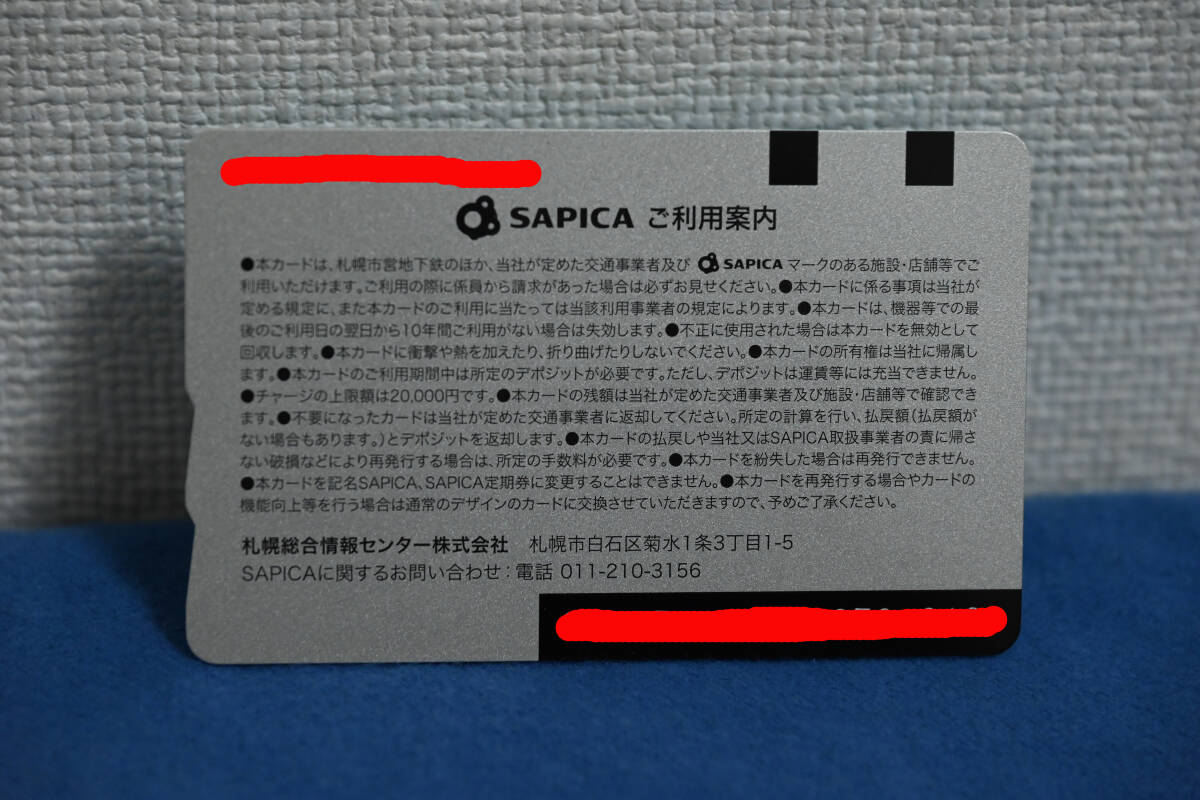 SAPICA ご利用案内
●本カードは、札幌市営地下鉄のほか、当社が定めた交通事業者及び SAPICA マークのある施設・店舗等でご
利用いただけます。ご利用の際に係員から請求があった場合は必ずお見せください。●本カードに係る事項は当社が
定める規定に、また本カードのご利用に当たっては当該利用事業者の規定によります。●本カードは、機器等での最
後のご利用日の翌日から10年間ご利用がない場合は失効します。●不正に使用された場合は本カードを無効として
回収します。●本カードに衝撃や熱を加えたり、折り曲げたりしないでください。●本カードの所有権は当社に帰属し
ます。●本カードのご利用期間中は所定のデポジットが必要です。ただし、デポジットは運賃等には充当できません。
●チャージの上限額は20,000円です。●本カードの残額は当社が定めた交通事業者及び施設・店舗等で確認でき
ます。●不要になったカードは当社が定めた交通事業者に返却してください。所定の計算を行い、払戻額(払戻額が
ない場合もあります。)とデポジットを返却します。●本カードの払戻しや当社又はSAPICA取扱事業者の責に帰さ
ない破損などにより再発行する場合は、所定の手数料が必要です。●本カードを紛失した場合は再発行できません。
●本カードを記名SAPICA、SAPICA定期券に変更することはできません。●本カードを再発行する場合やカードの
機能向上等を行う場合は通常のデザインのカードに交換させていただきますので、予めご了承ください。
札幌総合情報センター株式会社 札幌市白石区菊水1条3丁目1-5
SAPICAに関するお問い合わせ：電話 011-210-3156